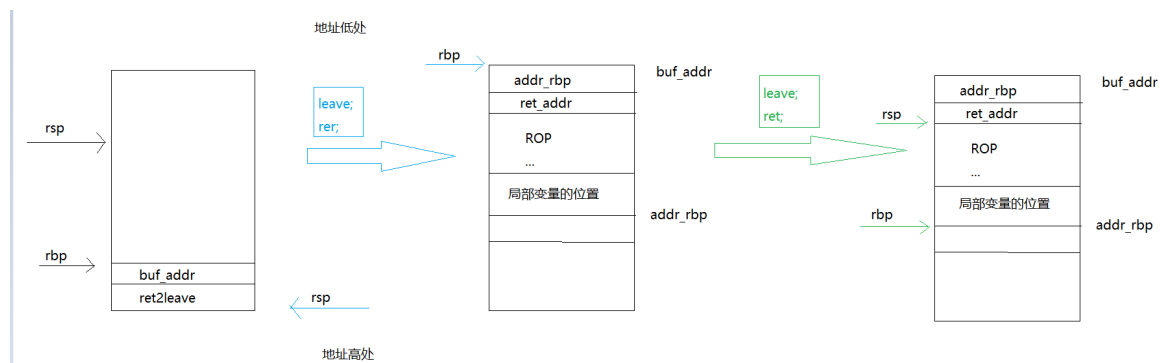 地址低处
rsp
rbp
buf_addr
ret2leave
leave;
rer;
rsp
地址高处
rbp
addr_rbp
ret_addr
ROP
...
局部变量的位置
buf_addr
addr_rbp
leave;
ret;
rsp
rbp
addr_rbp
ret_addr
ROP
...
局部变量的位置
buf_addr
addr_rbp